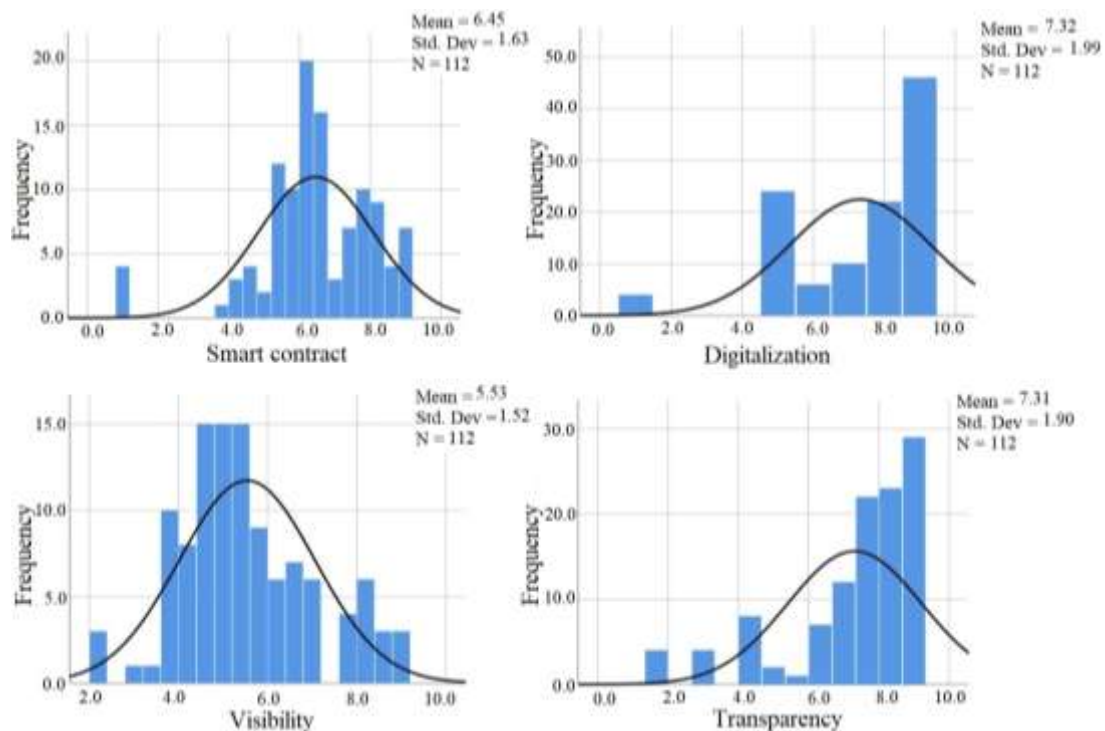 Mean = 6.45
Std. Dev = 1.63
N = 112
20.0
15.0
10.0
5.0
0.0
Frequency
0.0 2.0 4.0 6.0 8.0 10.0
Smart contract
Mean = 7.32
Std. Dev = 1.99
N = 112
50.0
40.0
30.0
20.0
10.0
0.0
Frequency
0.0 2.0 4.0 6.0 8.0 10.0
Digitalization
Mean = 5.53
Std. Dev = 1.52
N = 112
15.0
10.0
5.0
0.0
Frequency
2.0 4.0 6.0 8.0 10.0
Visibility
Mean = 7.31
Std. Dev = 1.90
N = 112
30.0
20.0
10.0
0.0
Frequency
0.0 2.0 4.0 6.0 8.0 10.0
Transparency